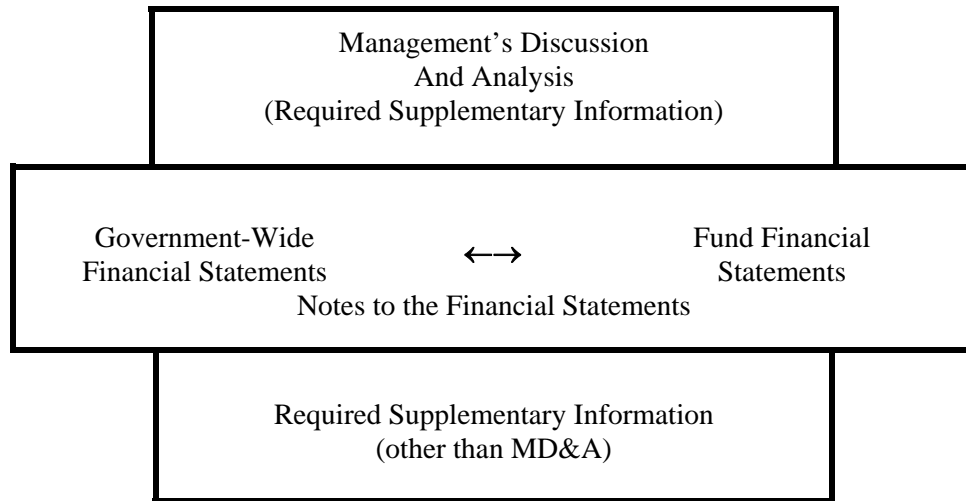 Management’s Discussion
And Analysis
(Required Supplementary Information)
Government-Wide
Financial Statements
←→
Fund Financial
Statements
Notes to the Financial Statements
Required Supplementary Information
(other than MD&A)